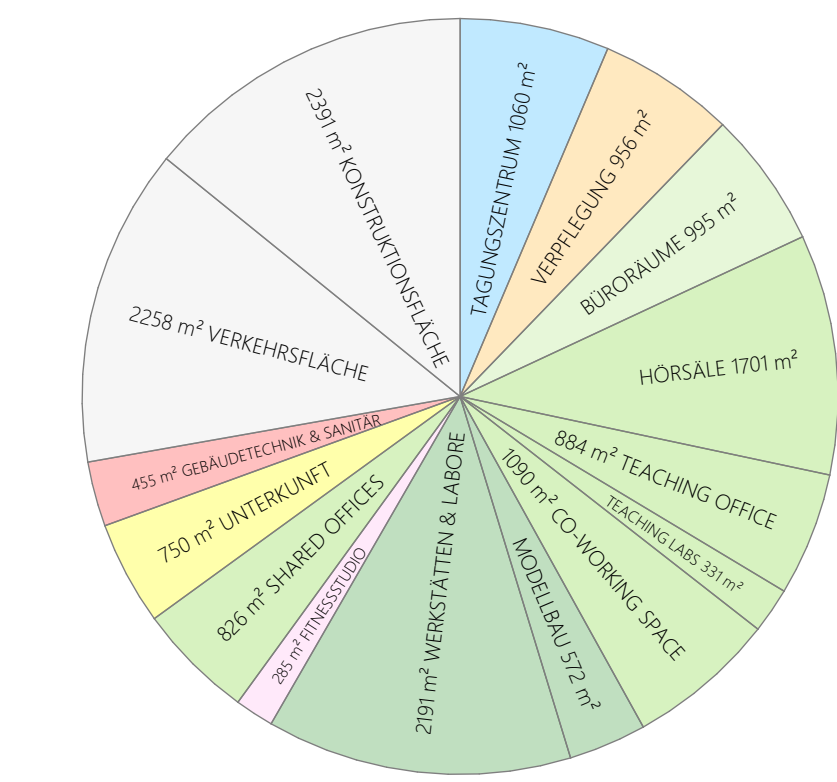 TAGUNGSZENTRUM 1060 m²
VERPFLEGUNG 956 m²
BÜRORÄUME 995 m²
HÖRSÄLE 1701 m²
884 m² TEACHING OFFICE
TEACHING LABS 331 m²
1090 m² CO-WORKING SPACE
MODELLBAU 572 m²
2191 m² WERKSTÄTTEN & LABORE
285 m² FITNESSSTUDIO
826 m² SHARED OFFICES
750 m² UNTERKUNFT
455 m² GEBÄUDETECHNIK & SANITÄR
2258 m² VERKEHRSFLÄCHE
2391 m² KONSTRUKTIONSFLÄCHE